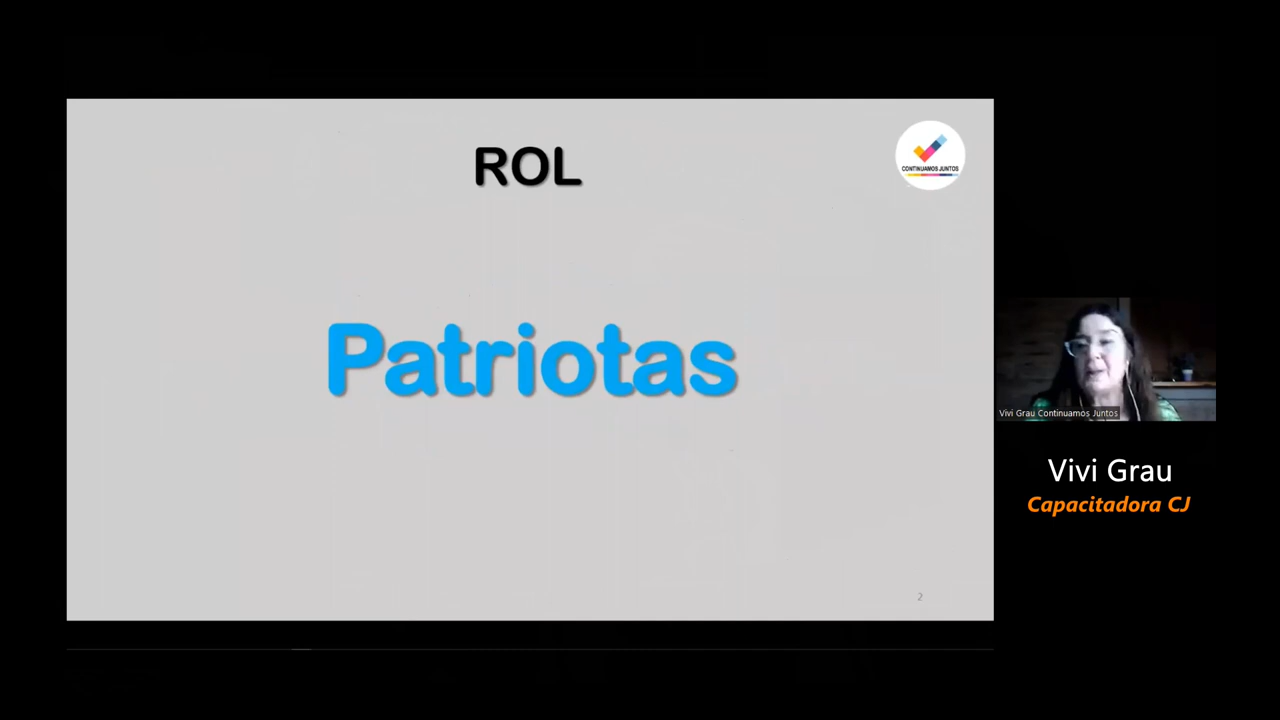 ROL
CONTINUAMOS JUNTOS
Patriotas
2
Vivi Grau Continuamos Juntos
Vivi Grau
Capacitadora CJ